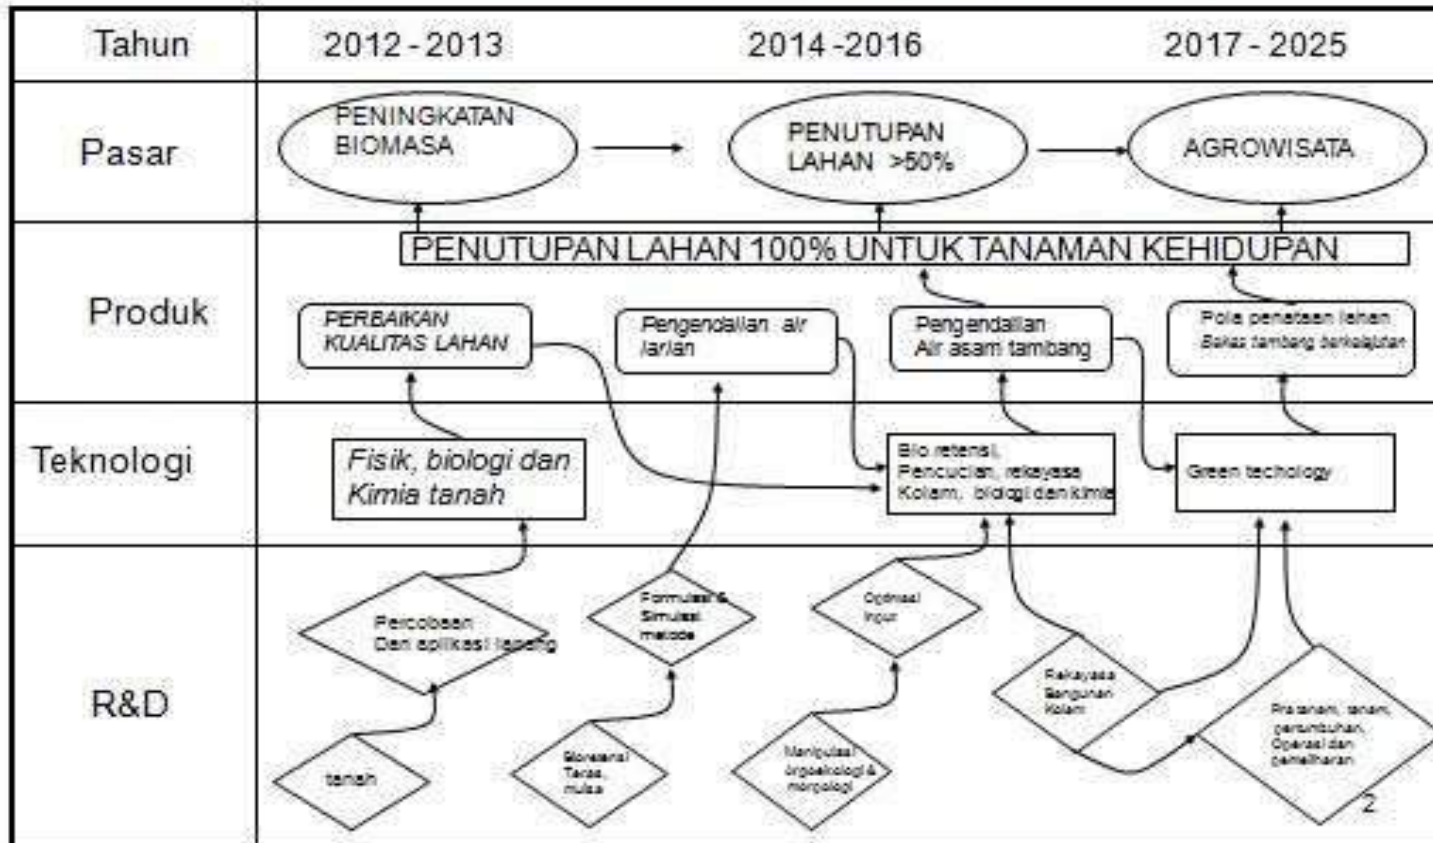 Tahun
2012 - 2013
2014 -2016
2017 - 2025
Pasar
PENINGKATAN
BIOMASA
PENUTUPAN
LAHAN >50%
AGROWISATA
Produk
PENUTUPAN LAHAN 100% UNTUK TANAMAN KEHIDUPAN
PERBAIKAN
KUALITAS LAHAN
Pengendalian air
larian
Pengendalian
Air asam tambang
Pola penataan lahan
Bekas tambang berkelajutan
Teknologi
Fisik, biologi dan
Kimia tanah
Bio retensi,
Pencucian, rekayasa
Kolam, biologi dan kimia
Green techology
R&D
Percobaan
Dan aplikasi lapang
Formulasi &
Simulasi
metode
Optimasi
Input
Rekayasa
Bangunan
Kolam
Pra tanam, tanam,
pertumbuhan,
Operasi dan
pemeliharan
tanah
Bioretensi
Teras,
mulsa
Manipulasi
&
2